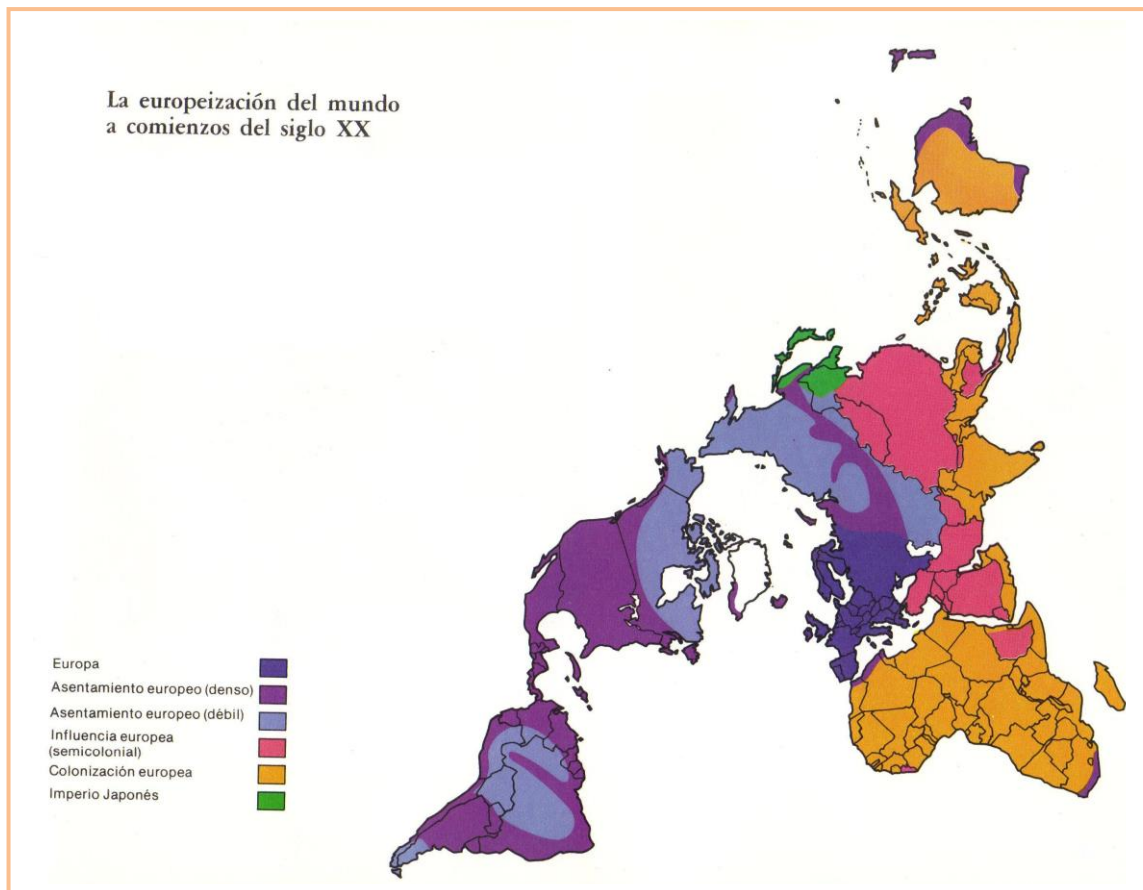 La europeización del mundo
a comienzos del siglo XX
Europa
Asentamiento europeo (denso)
Asentamiento europeo (débil)
Influencia europea
(semicolonial)
Colonización europea
Imperio Japonés